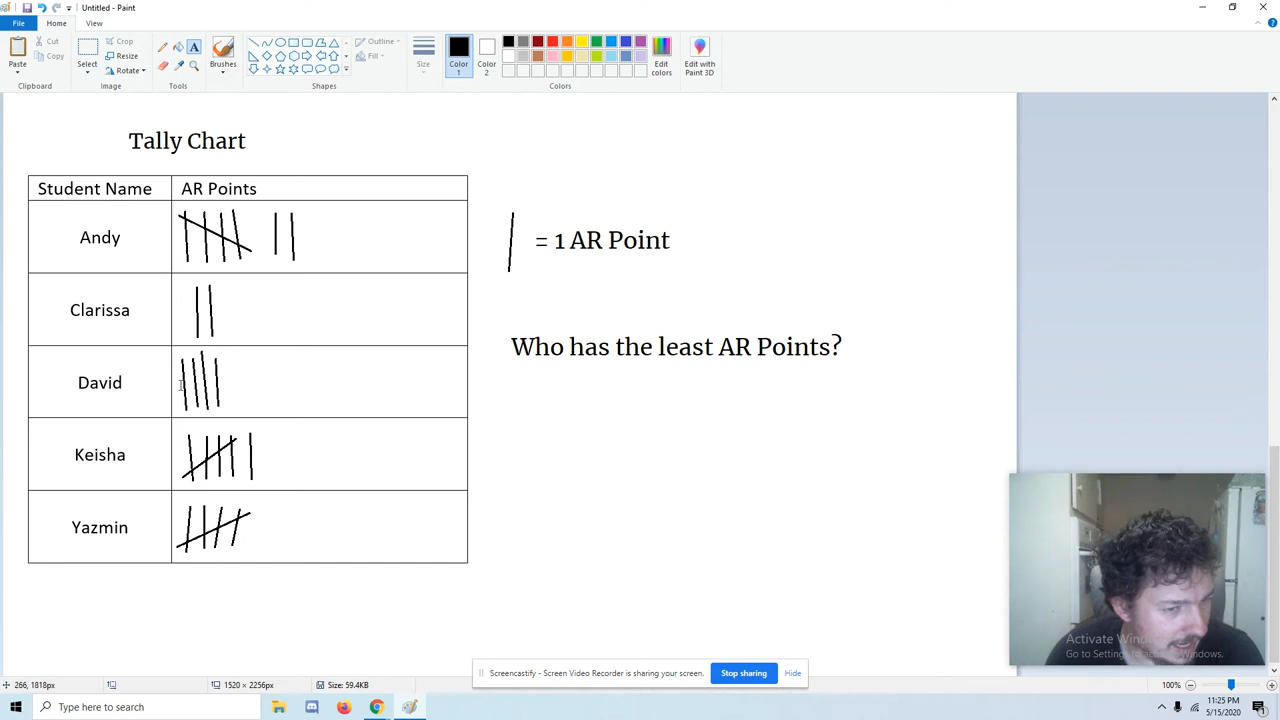 Untitled - Paint
File Home View
Paste
Cut
Copy
Clipboard
Select
Crop
Resize
Rotate
Image
Tools
Brushes
Outline
Fill
Shapes
Size
Color 1
Color 2
Edit colors
Colors
Edit with Paint 3D
Tally Chart
Student Name AR Points
Andy
Clarissa
David
Keisha
Yazmin
= 1 AR Point
Who has the least AR Points?
Activate Windows
Go to Settings to activate Windows.
Screencastify - Screen Video Recorder is sharing your screen. Stop sharing Hide
266, 1818px 1520 × 2256px Size: 59.4KB 100%
Type here to search
11:25 PM
5/15/2020